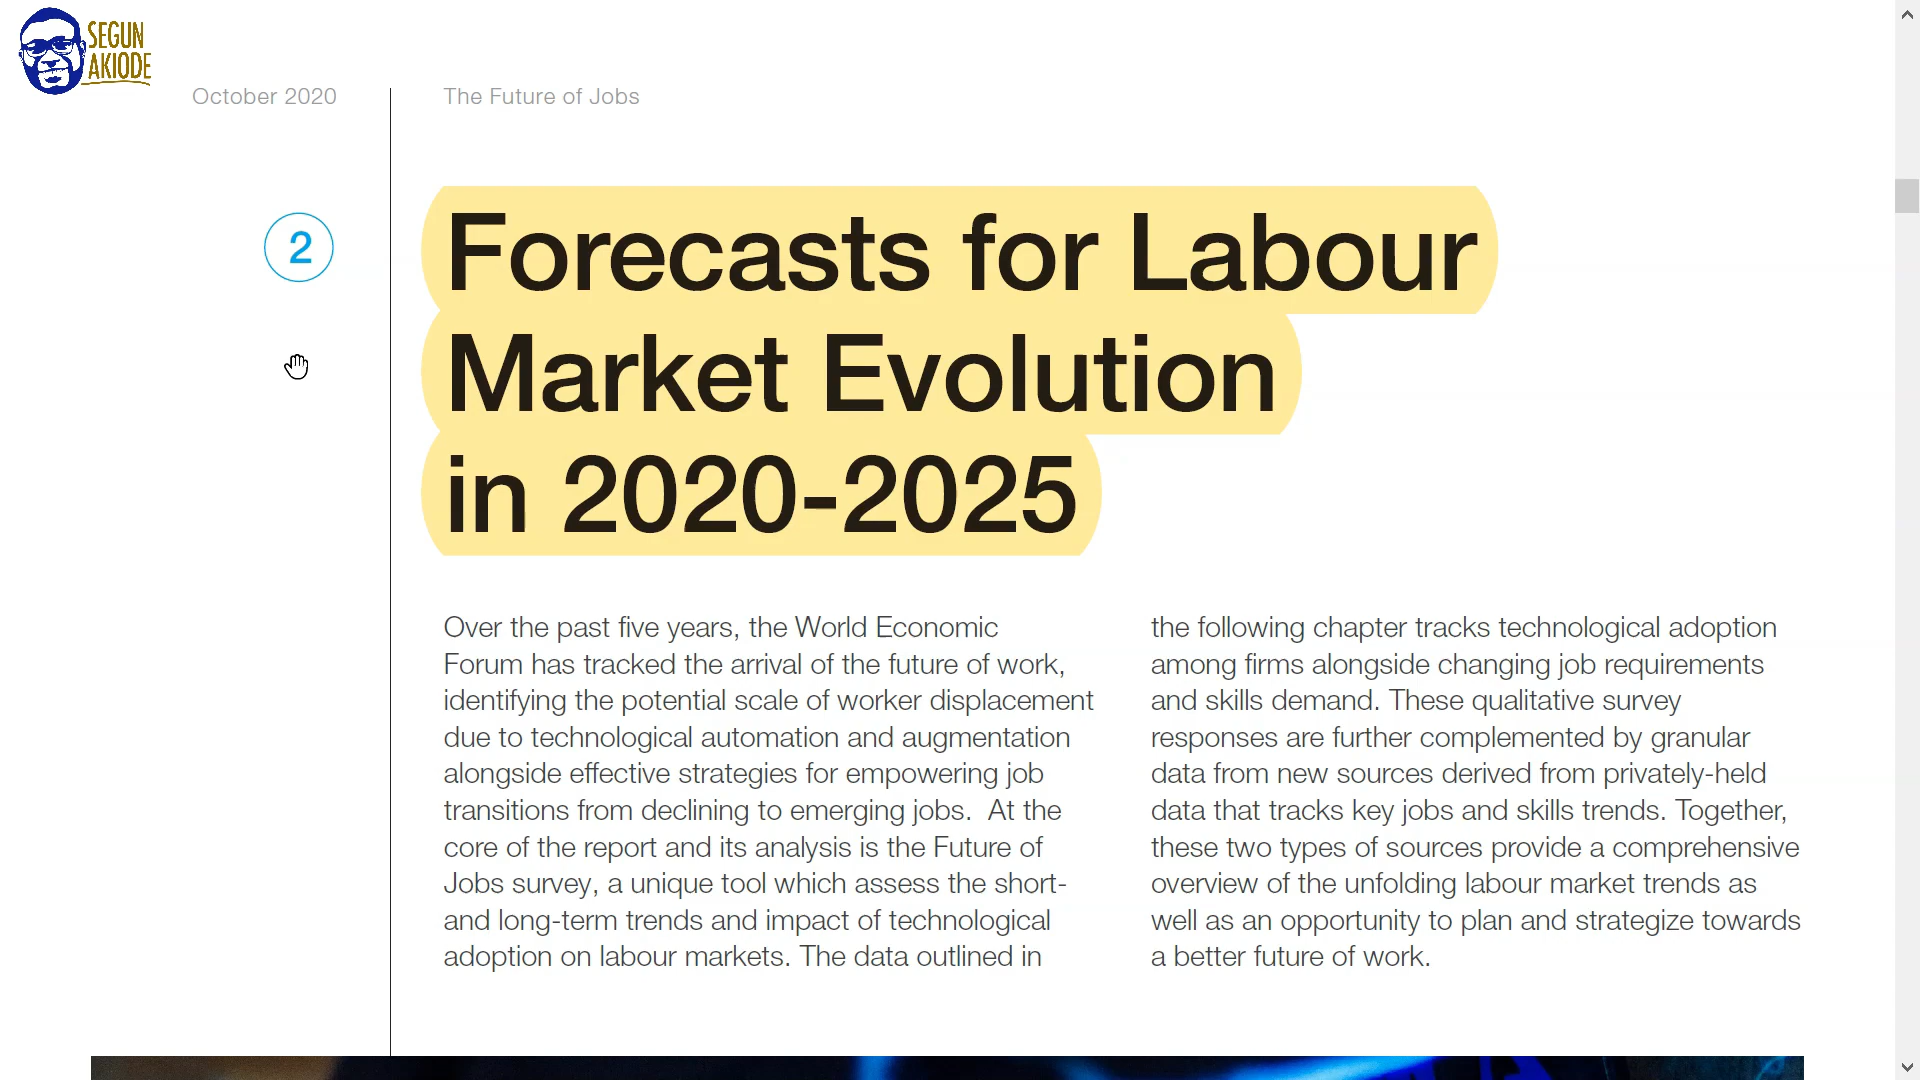 SEGUN
AKIODE
October 2020
The Future of Jobs
2
Forecasts for Labour
Market Evolution
in 2020-2025
Over the past five years, the World Economic
Forum has tracked the arrival of the future of work,
identifying the potential scale of worker displacement
due to technological automation and augmentation
alongside effective strategies for empowering job
transitions from declining to emerging jobs.  At the
core of the report and its analysis is the Future of
Jobs survey, a unique tool which assess the short-
and long-term trends and impact of technological
adoption on labour markets. The data outlined in
the following chapter tracks technological adoption
among firms alongside changing job requirements
and skills demand. These qualitative survey
responses are further complemented by granular
data from new sources derived from privately-held
data that tracks key jobs and skills trends. Together,
these two types of sources provide a comprehensive
overview of the unfolding labour market trends as
well as an opportunity to plan and strategize towards
a better future of work.